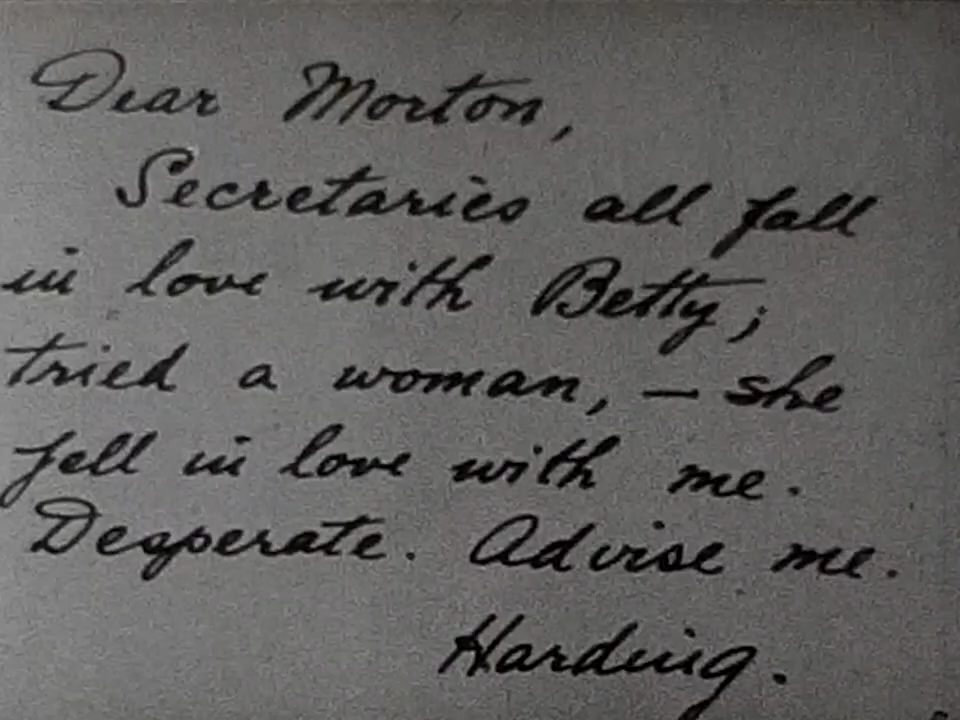 Dear Morton,
Secretaries all fall
in love with Betty;
tried a woman, — she
fell in love with me.
Desperate. Advise me.
Harding.